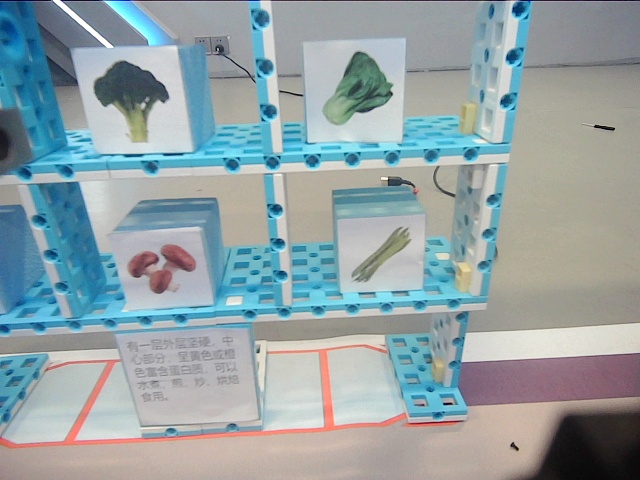 有一层外层坚硬，中
心部分，呈黄色或橙
色富含蛋白质，可以
水煮，煎，炒，烘焙
食用。